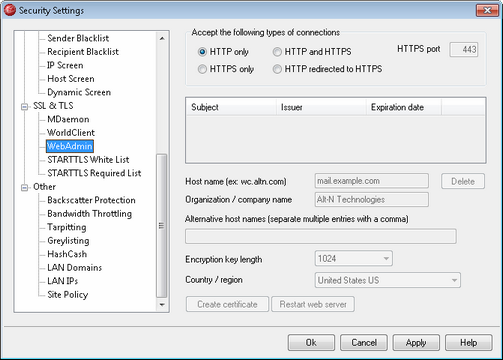 Security Settings
Sender Blacklist
Recipient Blacklist
IP Screen
Host Screen
Dynamic Screen
SSL & TLS
MDaemon
WorldClient
WebAdmin
STARTTLS White List
STARTTLS Required List
Other
Backscatter Protection
Bandwidth Throttling
Tarpitting
Greylisting
HashCash
LAN Domains
LAN IPs
Site Policy
Accept the following types of connections
HTTP only
HTTP and HTTPS
HTTPS port
443
HTTPS only
HTTP redirected to HTTPS
Subject
Issuer
Expiration date
Host name (ex: wc.altn.com)
mail.example.com
Delete
Organization / company name
Alt-N Technologies
Alternative host names (separate multiple entries with a comma)
Encryption key length
1024
Country / region
United States US
Create certificate
Restart web server
Ok
Cancel
Apply
Help